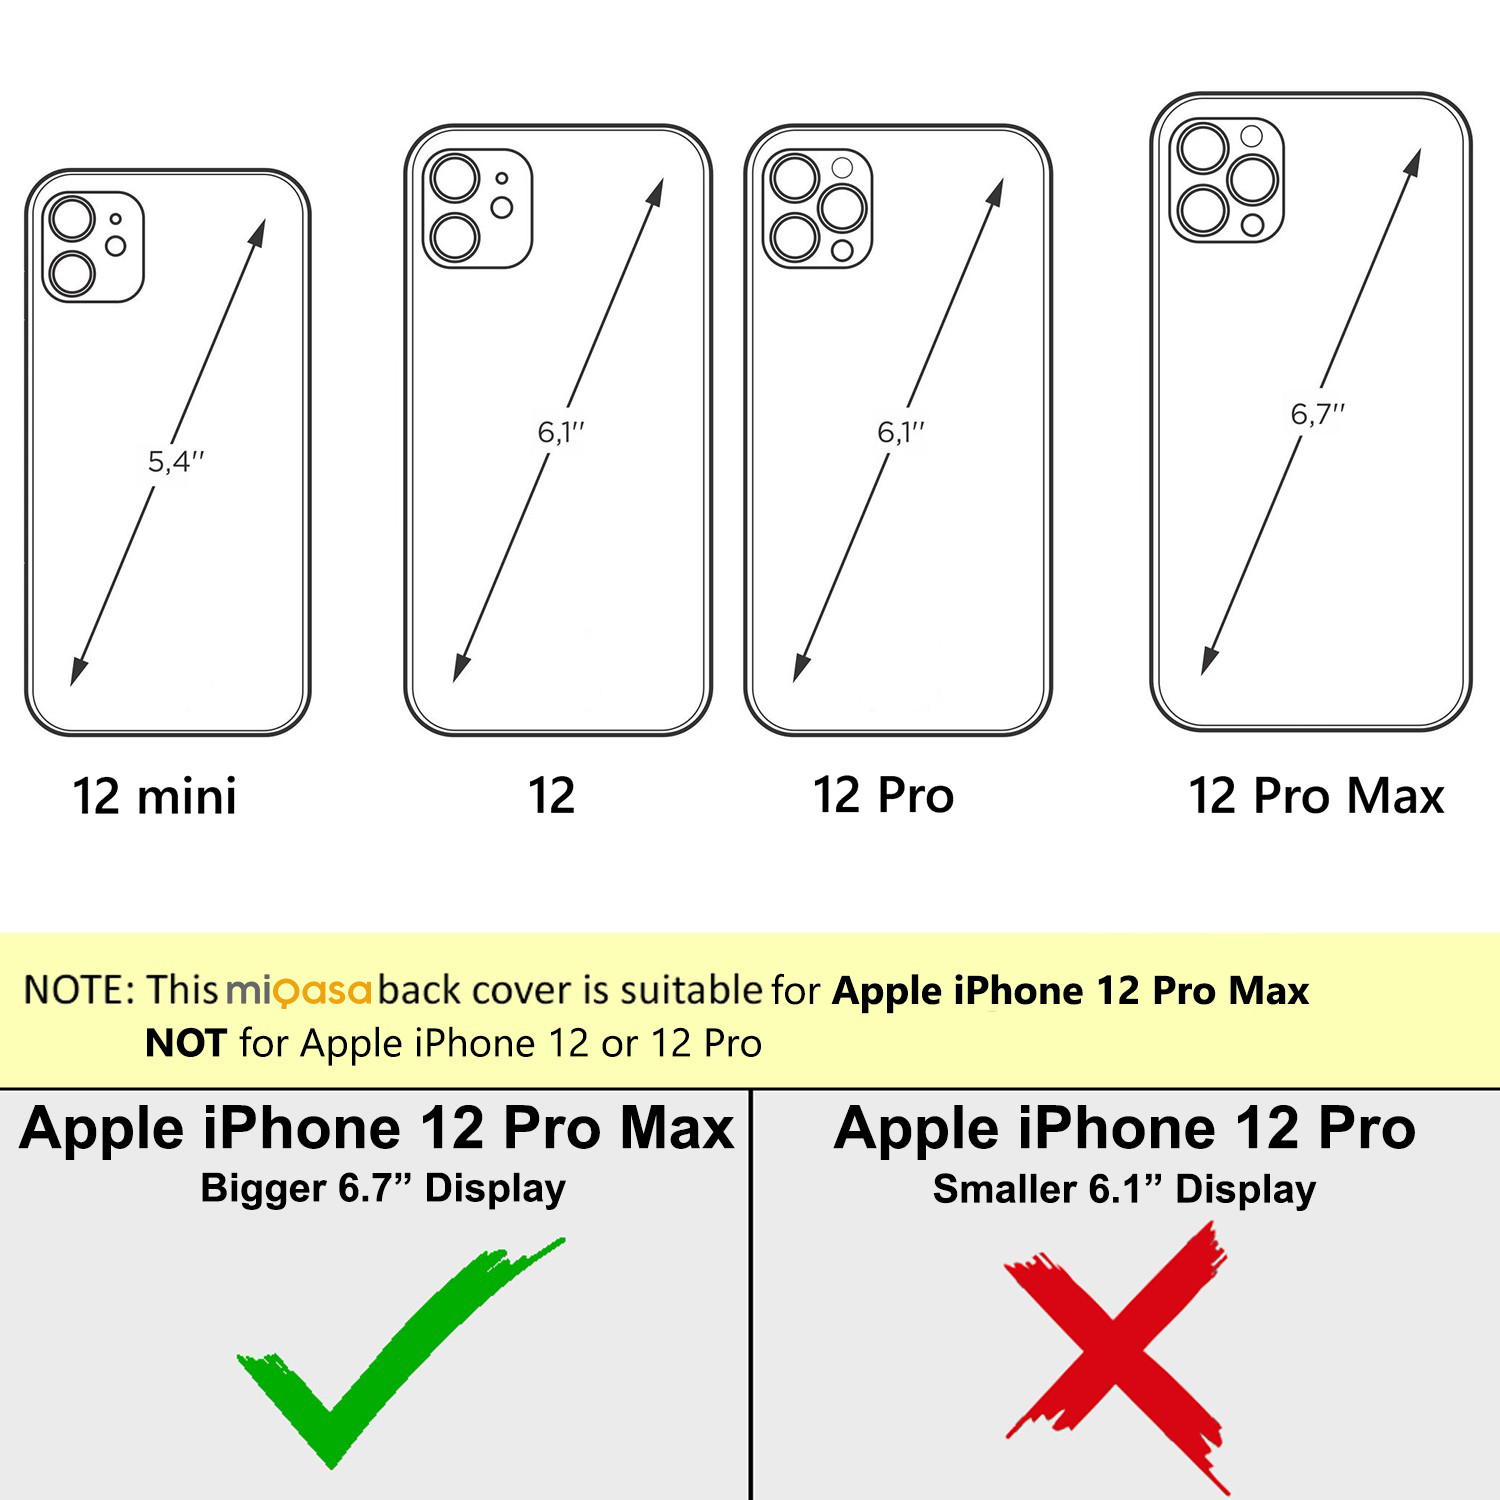 5,4″
6,1″
6,1″
6,7″
12 mini
12
12 Pro
12 Pro Max
NOTE: This miqasa back cover is suitable for Apple iPhone 12 Pro Max
NOT for Apple iPhone 12 or 12 Pro
Apple iPhone 12 Pro Max
Bigger 6.7” Display
Apple iPhone 12 Pro
Smaller 6.1” Display